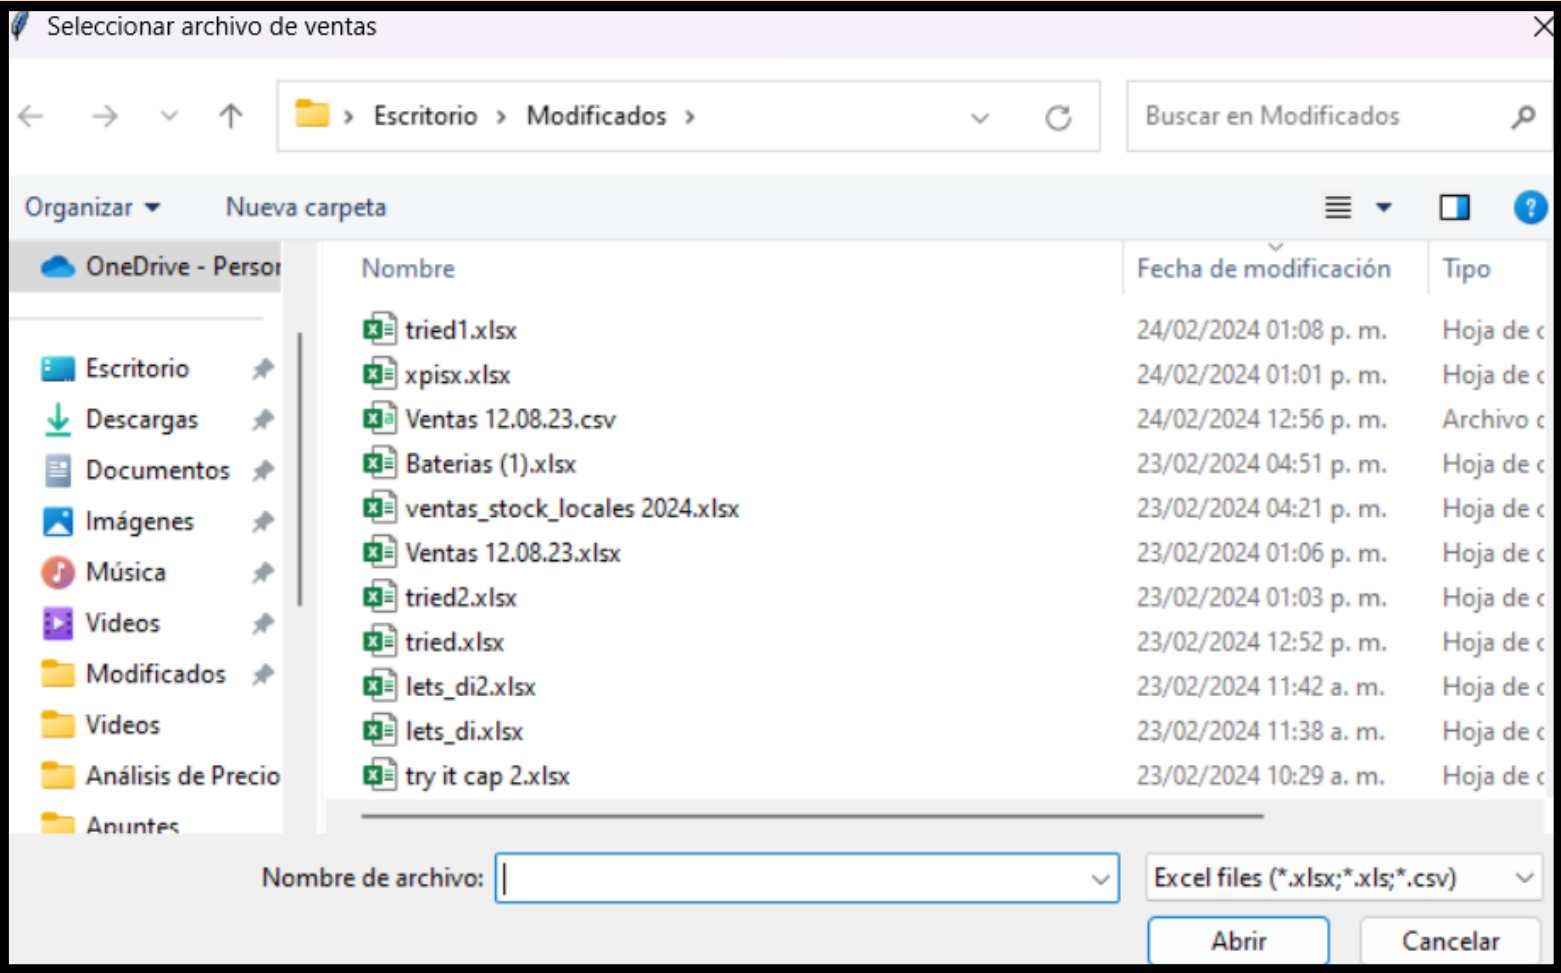 Seleccionar archivo de ventas
Escritorio > Modificados >
Buscar en Modificados
Organizar
Nueva carpeta
OneDrive - Person
Escritorio
Descargas
Documentos
Imágenes
Música
Videos
Modificados
Videos
Análisis de Precio
Apuntes
Nombre Fecha de modificación Tipo
tried1.xlsx 24/02/2024 01:08 p. m. Hoja de c
xpisx.xlsx 24/02/2024 01:01 p. m. Hoja de c
Ventas 12.08.23.csv 24/02/2024 12:56 p. m. Archivo d
Baterias (1).xlsx 23/02/2024 04:51 p. m. Hoja de c
ventas_stock_locales 2024.xlsx 23/02/2024 04:21 p. m. Hoja de c
Ventas 12.08.23.xlsx 23/02/2024 01:06 p. m. Hoja de c
tried2.xlsx 23/02/2024 01:03 p. m. Hoja de c
tried.xlsx 23/02/2024 12:52 p. m. Hoja de c
lets_di2.xlsx 23/02/2024 11:42 a. m. Hoja de c
lets_di.xlsx 23/02/2024 11:38 a. m. Hoja de c
try it cap 2.xlsx 23/02/2024 10:29 a. m. Hoja de c
Nombre de archivo:
Excel files (*.xlsx;*.xls;*.csv)
Abrir
Cancelar